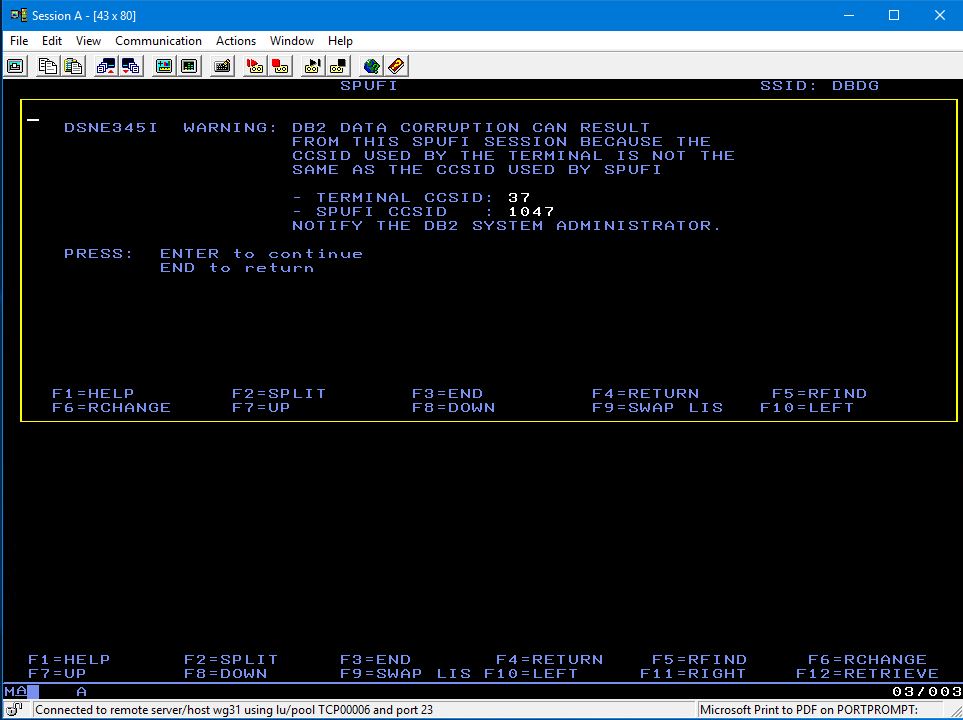 Session A - [43 x 80]
File Edit View Communication Actions Window Help
SPUFI SSID: DBDG
DSNE345I WARNING: DB2 DATA CORRUPTION CAN RESULT
FROM THIS SPUFI SESSION BECAUSE THE
CCSID USED BY THE TERMINAL IS NOT THE
SAME AS THE CCSID USED BY SPUFI
- TERMINAL CCSID: 37
- SPUFI CCSID : 1047
NOTIFY THE DB2 SYSTEM ADMINISTRATOR.
PRESS: ENTER to continue
END to return
F1=HELP F2=SPLIT F3=END F4=RETURN F5=RFIND
F6=RCHANGE F7=UP F8=DOWN F9=SWAP LIS F10=LEFT
F1=HELP F2=SPLIT F3=END F4=RETURN F5=RFIND F6=RCHANGE
F7=UP F8=DOWN F9=SWAP LIS F10=LEFT F11=RIGHT F12=RETRIEVE
MA A 03/003
Connected to remote server/host wg31 using lu/pool TCP00006 and port 23 Microsoft Print to PDF on PORTPROMPT: